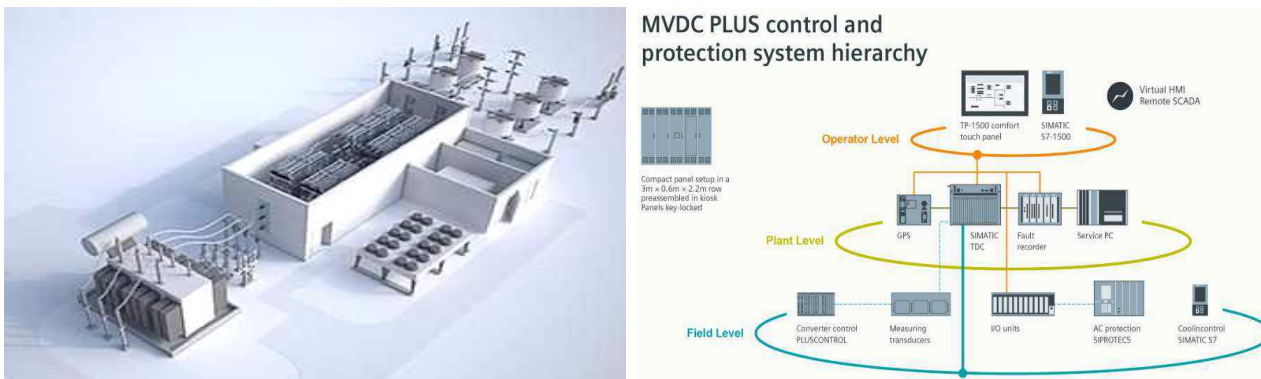 MVDC PLUS control and
protection system hierarchy
Virtual HMI
Remote SCADA
TP-1500 comfort
touch panel
SIMATIC
S7-1500
Operator Level
Compact panel setup in a
3m × 0.6m × 2.2m row
preassembled in kiosk
Panels key-locked
GPS
SIMATIC
TDC
Fault
recorder
Service PC
Plant Level
Converter control
PLUSCONTROL
Measuring
transducers
I/O units
AC protection
SIPROTEC5
Coolincontrol
SIMATIC S7
Field Level